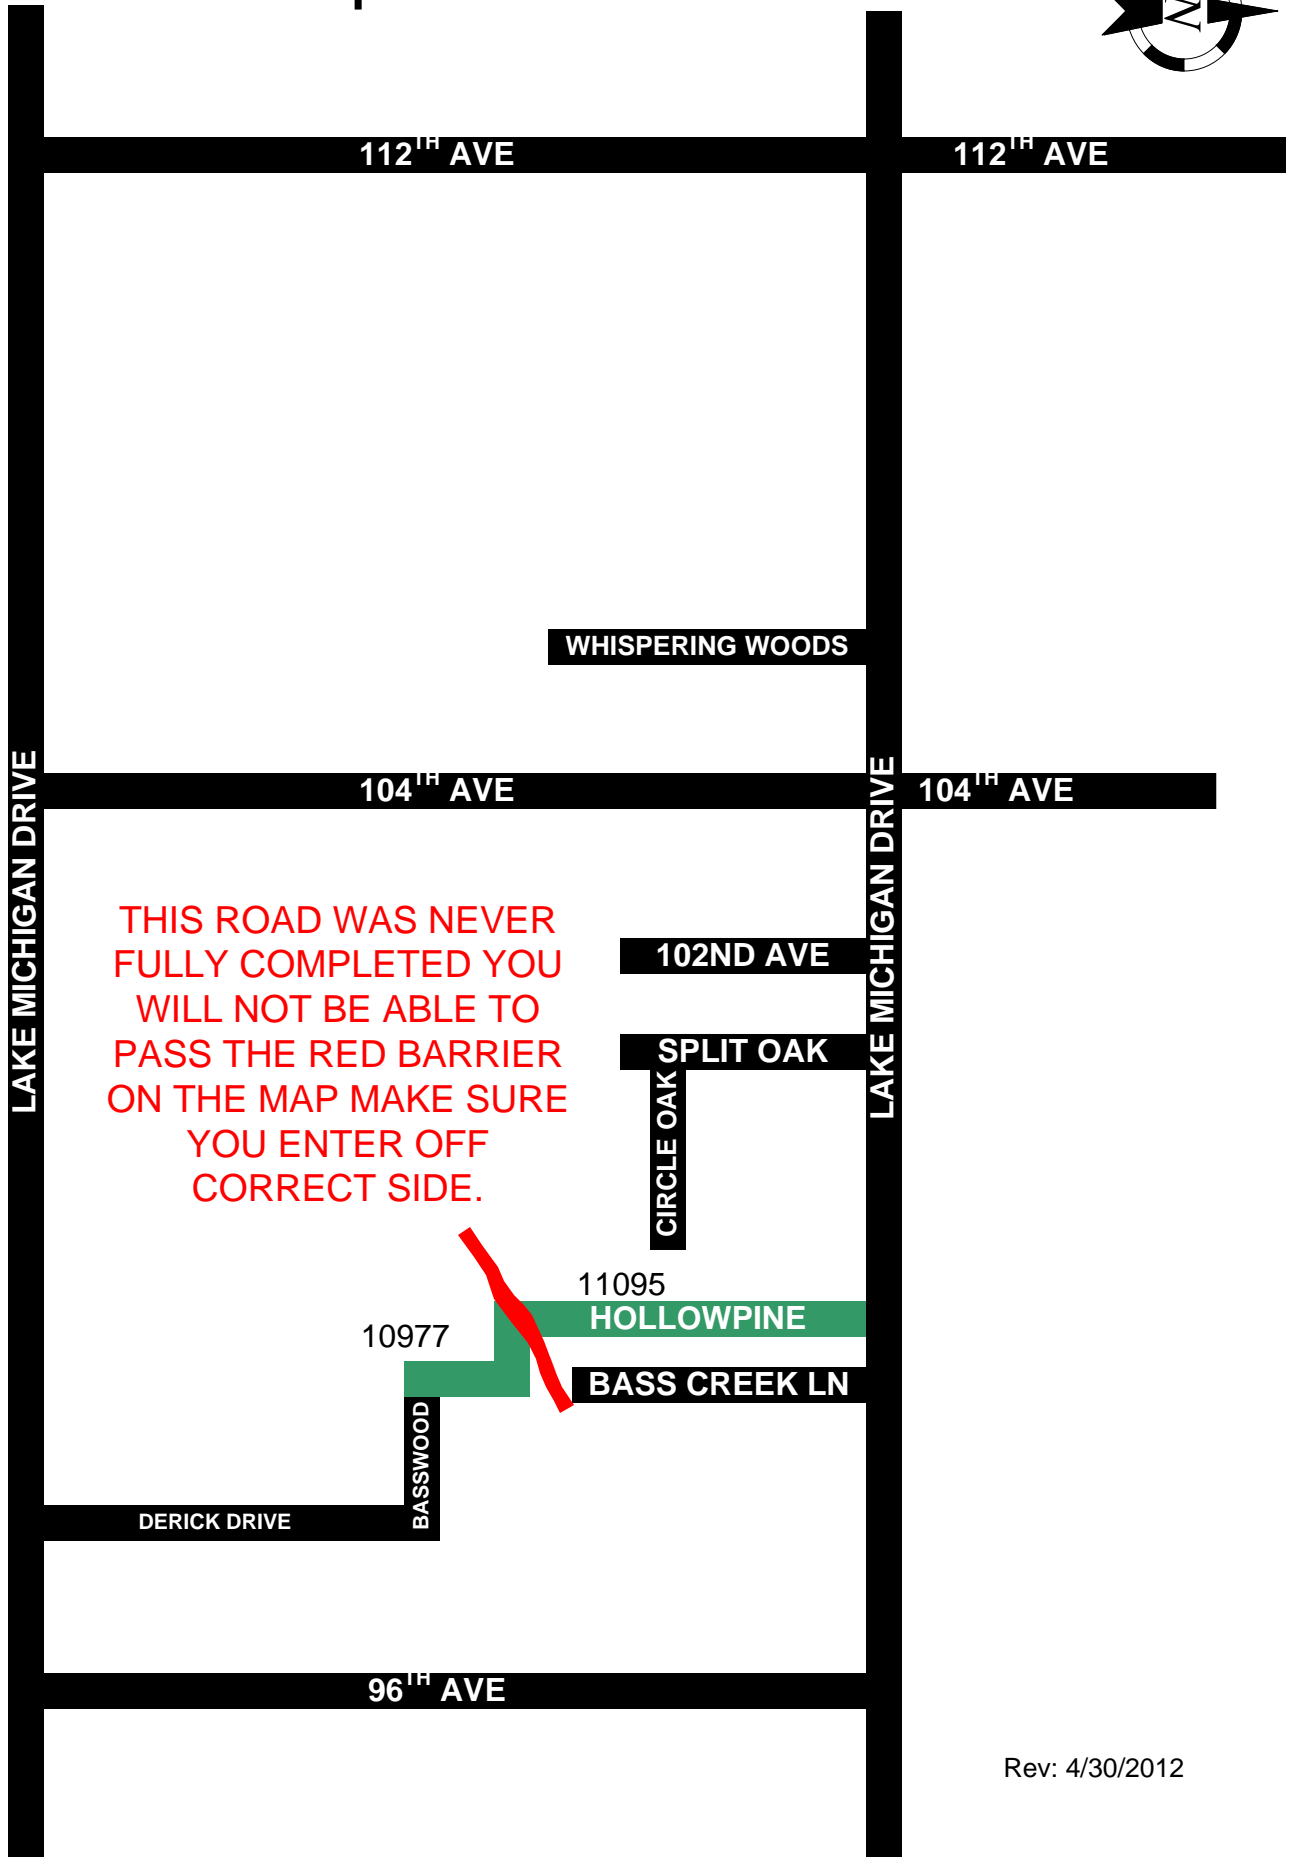 N
112TH AVE
112TH AVE
WHISPERING WOODS
LAKE MICHIGAN DRIVE
104TH AVE
LAKE MICHIGAN DRIVE
104TH AVE
THIS ROAD WAS NEVER
FULLY COMPLETED YOU
WILL NOT BE ABLE TO
PASS THE RED BARRIER
ON THE MAP MAKE SURE
YOU ENTER OFF
CORRECT SIDE.
102ND AVE
SPLIT OAK
CIRCLE OAK
11095
HOLLOWPINE
10977
BASS CREEK LN
BASSWOOD
DERICK DRIVE
96TH AVE
Rev: 4/30/2012